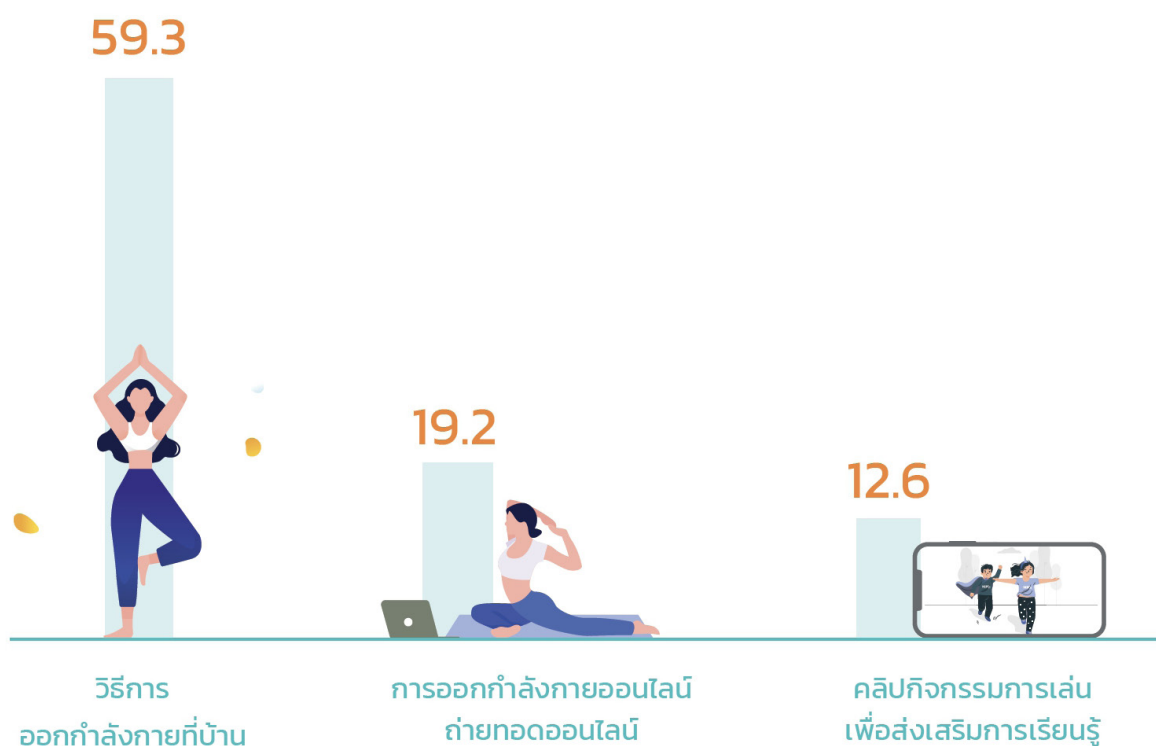 59.3
19.2
12.6
วิธีการ
ออกกำลังกายที่บ้าน
การออกกำลังกายออนไลน์
ถ่ายทอดออนไลน์
คลิปกิจกรรมการเล่น
เพื่อส่งเสริมการเรียนรู้